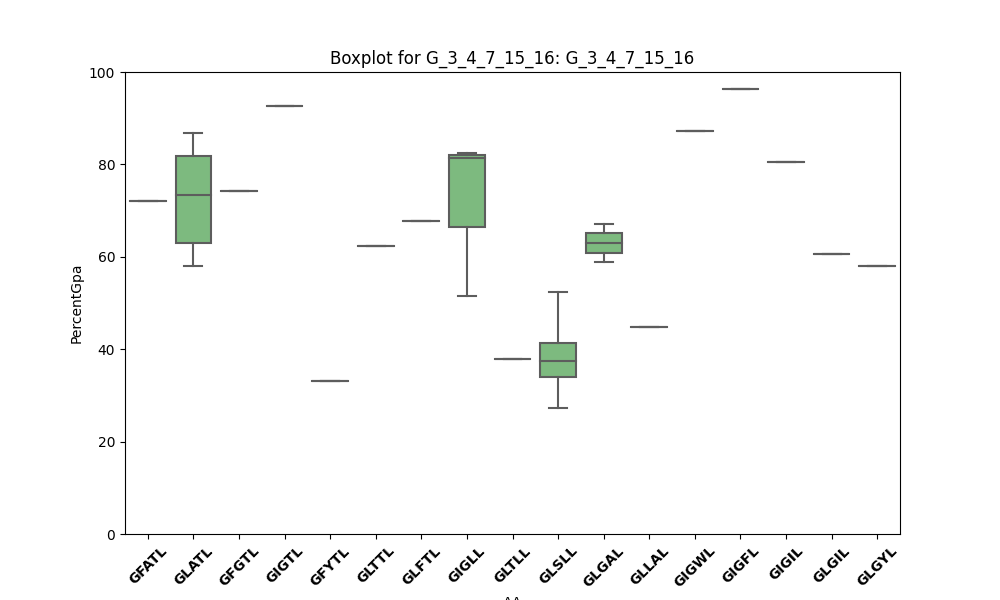 Boxplot for G_3_4_7_15_16: G_3_4_7_15_16
100
80
60
40
20
0
PercentGpa
GFATL GLATL GFGTL GIGTL GFYTL GLTTL GLFTL GIGLL GLTLL GLSLL GLGAL GLLAL GIGWL GIGFL GIGIL GLGIL GLGYL